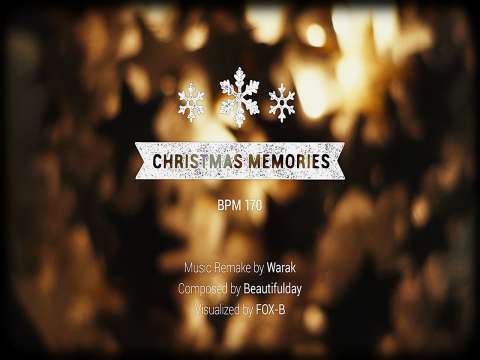 CHRISTMAS MEMORIES
BPM 170
Music Remake by Warak
Composed by Beautifulday
Visualized by FOX-B